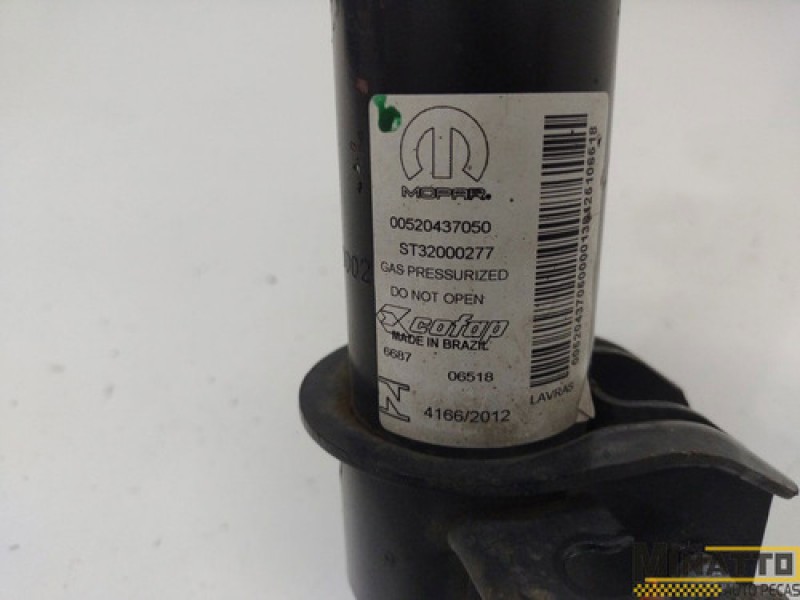 MOPAR
00520437050
ST32000277
GAS PRESSURIZED
DO NOT OPEN
cofap
MADE IN BRAZIL
6687
06518
4166/2012
LAVRAS
MINATTO
AUTO PEÇAS